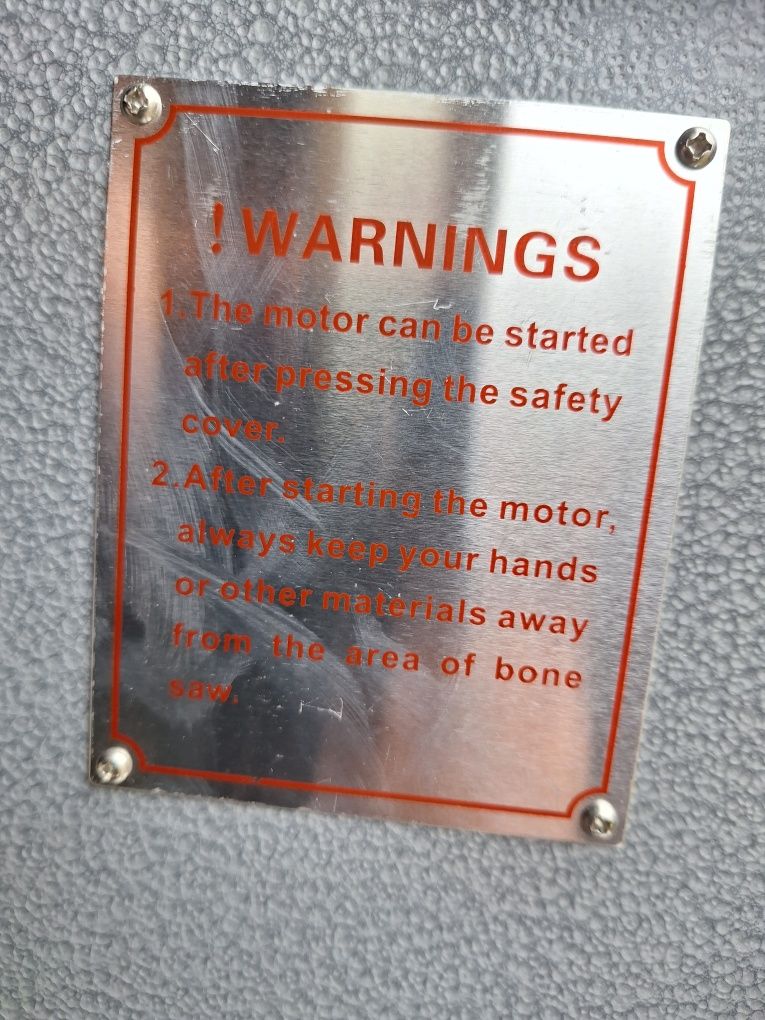 ! WARNINGS
1.The motor can be started
after pressing the safety
cover.
2.After starting the motor,
always keep your hands
or other materials away
from the area of bone
saw.